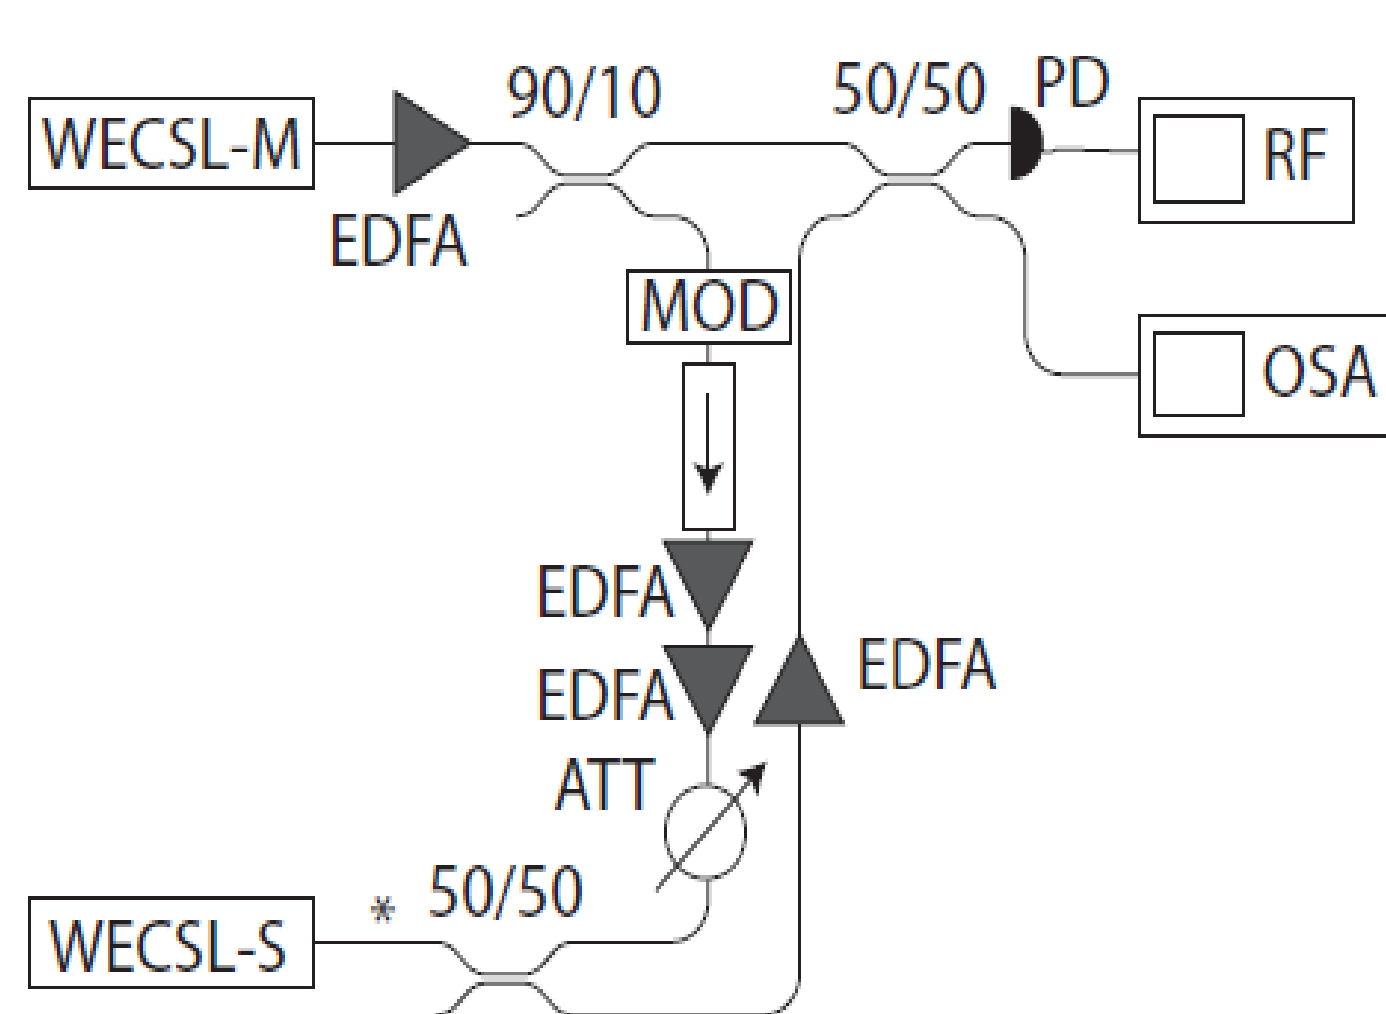 90/10
50/50
PD
WECSL-M
RF
EDFA
MOD
OSA
EDFA
EDFA
EDFA
ATT
* 50/50
WECSL-S